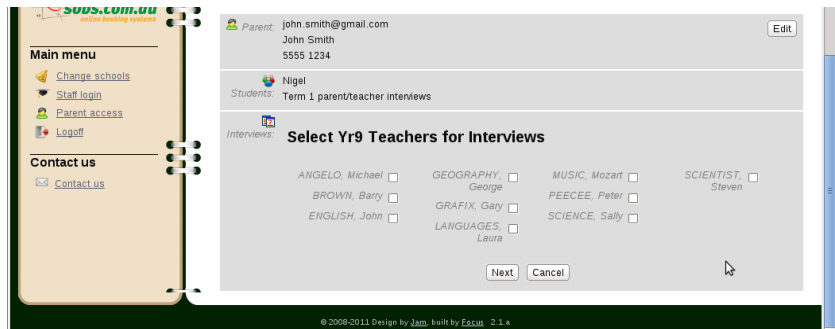 sobs.com.au
online booking systems
Main menu
Change schools
Staff login
Parent access
Logoff
Contact us
Contact us
Parent: john.smith@gmail.com
Edit
John Smith
5555 1234
Students: Nigel
Term 1 parent/teacher interviews
Interviews:
Select Yr9 Teachers for Interviews
ANGELO, Michael
BROWN, Barry
ENGLISH, John
GEOGRAPHY,
George
GRAFIX, Gary
LANGUAGES,
Laura
MUSIC, Mozart
PEECEE, Peter
SCIENCE, Sally
SCIENTIST,
Steven
Next Cancel
© 2008-2011 Design by Jam, built by Focus 2.1.a